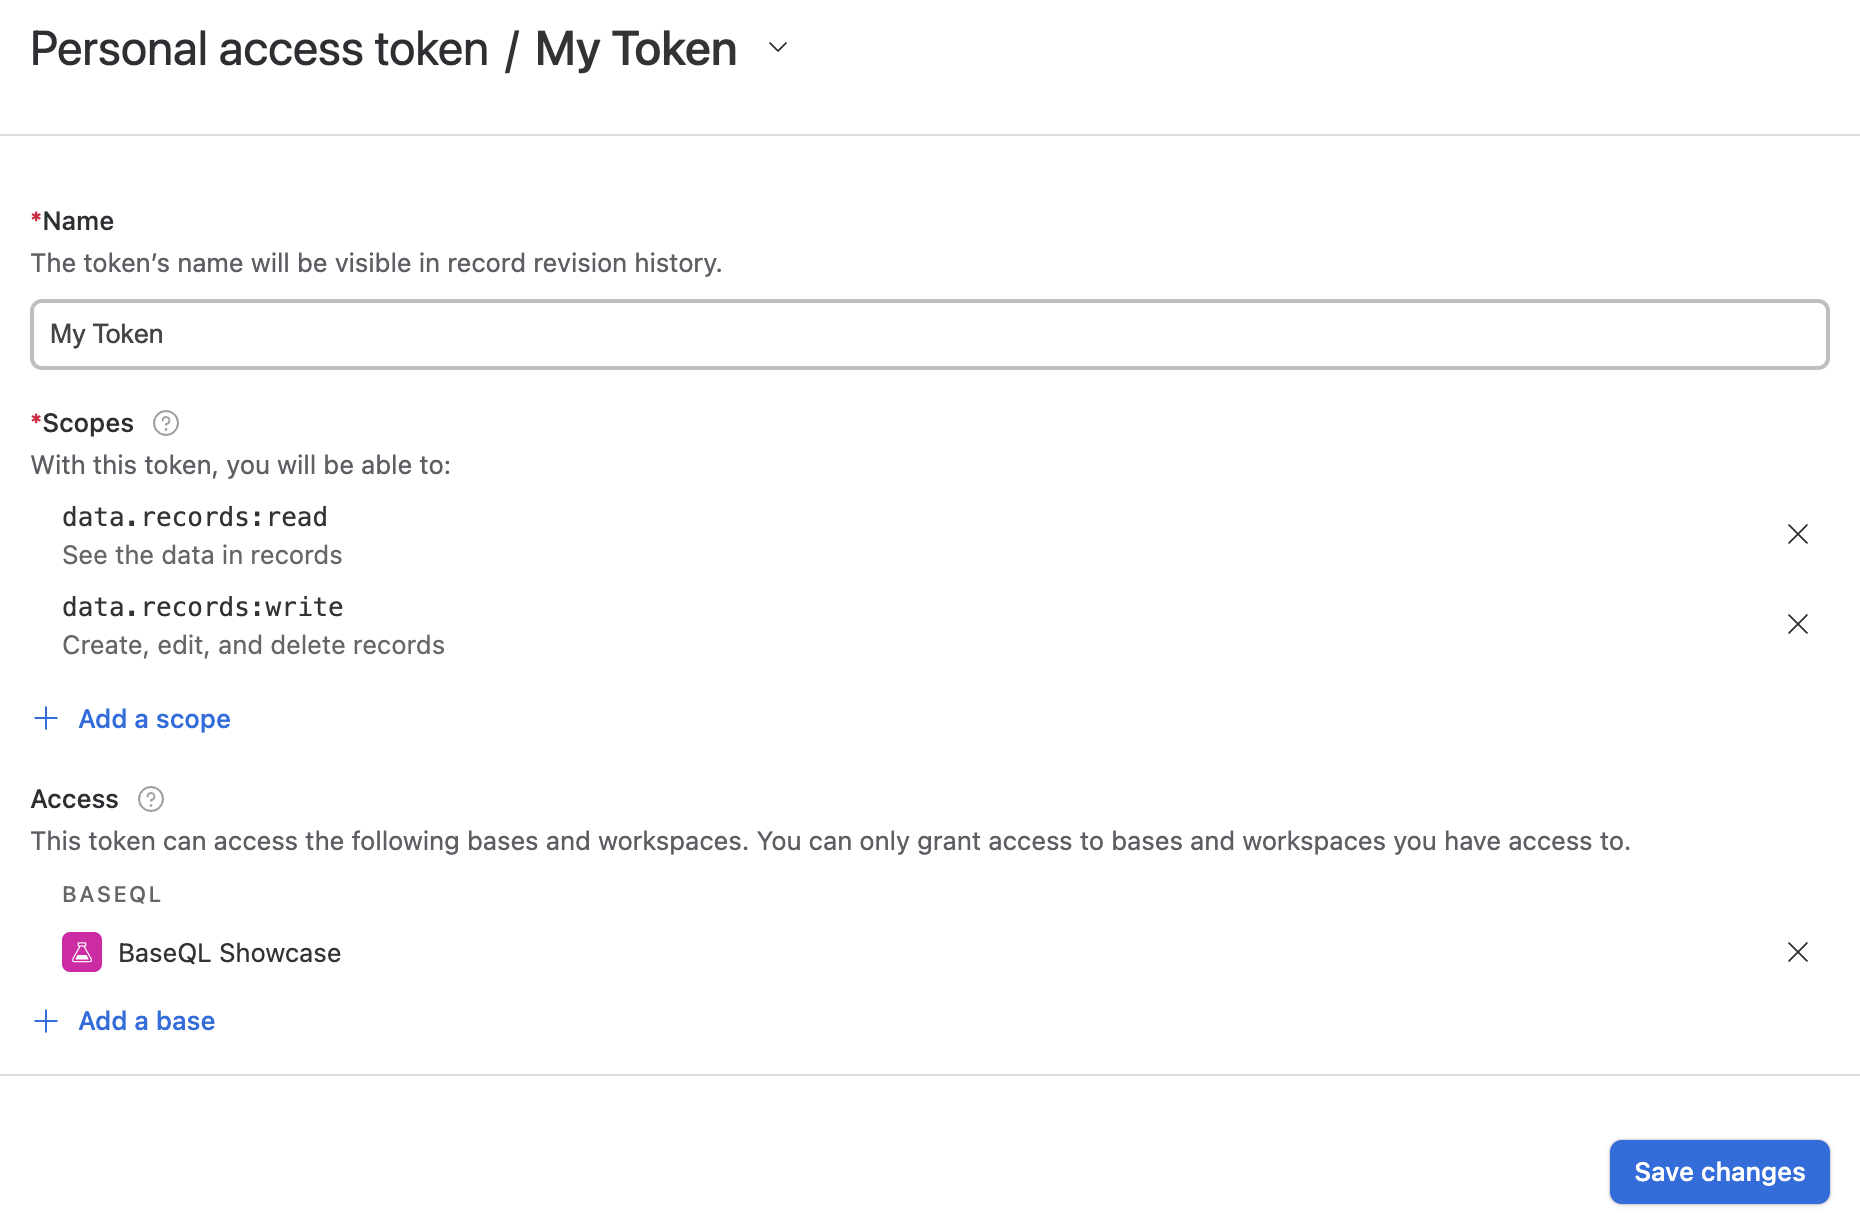 Personal access token / My Token
*Name
The token’s name will be visible in record revision history.
My Token
*Scopes ?
With this token, you will be able to:
data.records:read
See the data in records
data.records:write
Create, edit, and delete records
+ Add a scope
Access ?
This token can access the following bases and workspaces. You can only grant access to bases and workspaces you have access to.
BASEQL
BaseQL Showcase
+ Add a base
Save changes